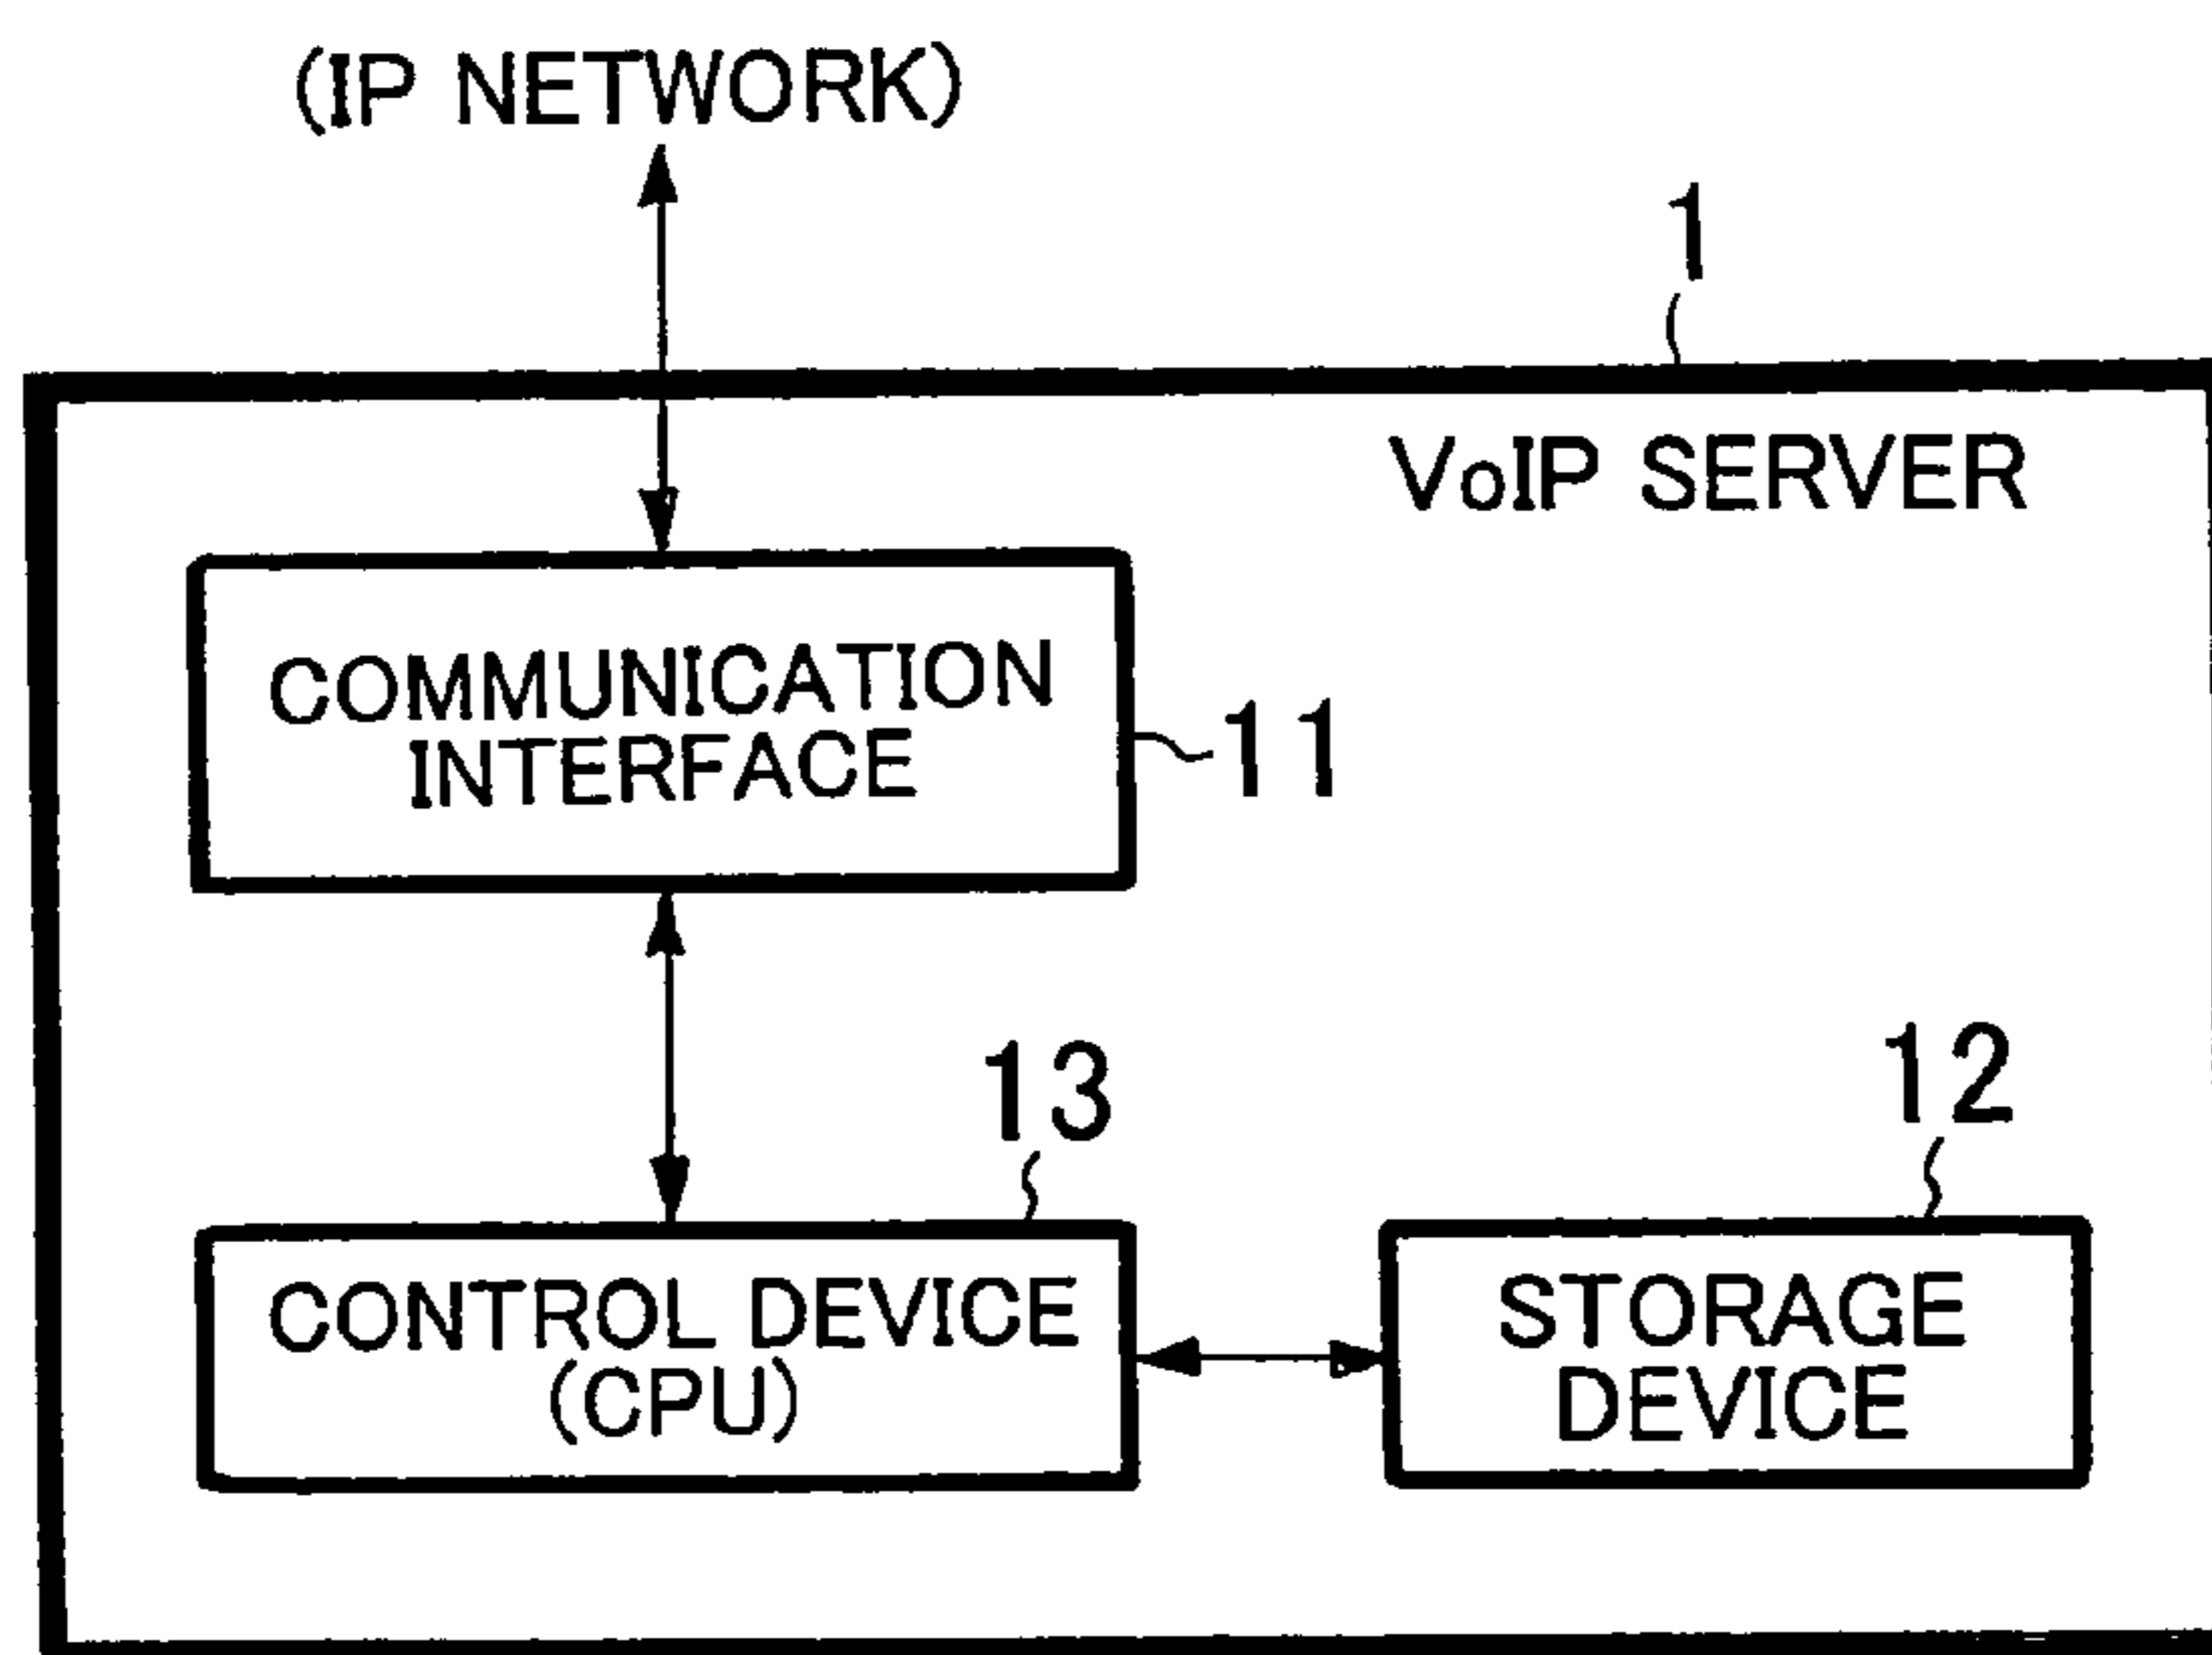 (IP NETWORK)
1
VoIP SERVER
COMMUNICATION
INTERFACE
11
13
12
CONTROL DEVICE
(CPU)
STORAGE
DEVICE